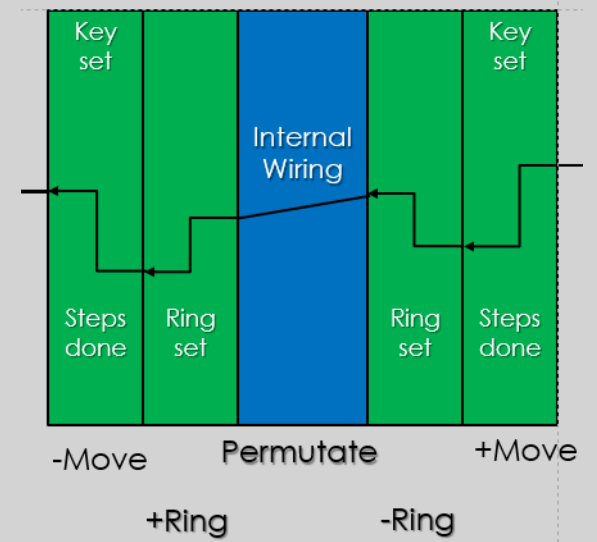 Key
set
Key
set
Internal
Wiring
Steps
done
Ring
set
Ring
set
Steps
done
-Move
Permutate
+Move
+Ring
-Ring